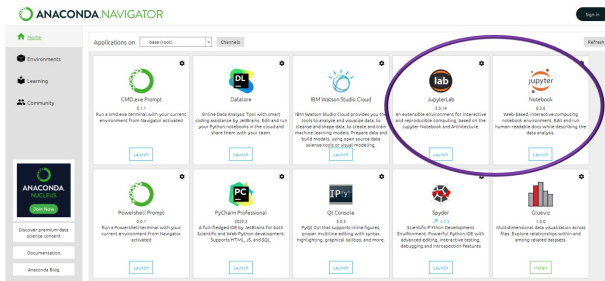 ANACONDA.NAVIGATOR
Sign in
Home
Environments
Learning
Community
Applications on
base (root)
Channels
Refresh
CMD.exe Prompt
0.1.1
Run a cmd.exe terminal with your current
environment from Navigator activated
Launch
DL
Datalore
Online Data Analysis Tool with smart
coding assistance by JetBrains. Edit and run
your Python notebooks in the cloud and
share them with your team.
Launch
IBM Watson Studio Cloud
IBM Watson Studio Cloud provides you the
tools to analyze and visualize data, to
cleanse and shape data, to create and train
machine learning models. Prepare data and
build models, using open source data
science tools or visual modeling.
Launch
lab
JupyterLab
3.0.14
An extensible environment for interactive
and reproducible computing, based on the
Jupyter Notebook and Architecture.
Launch
jupyter
Notebook
6.3.0
Web-based, interactive computing
notebook environment. Edit and run
human-readable docs while describing the
data analysis.
Launch
Powershell Prompt
0.0.1
Run a Powershell terminal with your
current environment from Navigator
activated
Launch
PC
PyCharm Professional
A full-fledged IDE by JetBrains for both
Scientific and Web Python development.
Supports HTML, JS, and SQL.
Launch
IP[y]:
Qt Console
5.0.3
PyQt GUI that supports inline figures,
proper multiline editing with syntax
highlighting, graphical calltips, and more.
Launch
Spyder
4.2.5
Scientific PYthon Development
EnviRonment. Powerful Python IDE with
advanced editing, interactive testing,
debugging and introspection features
Launch
Glueviz
1.0.0
Multidimensional data visualization across
files. Explore relationships within and
among related datasets.
Install
ANACONDA.
NUCLEUS
Join Now
Discover premium data
science content
Documentation
Anaconda Blog